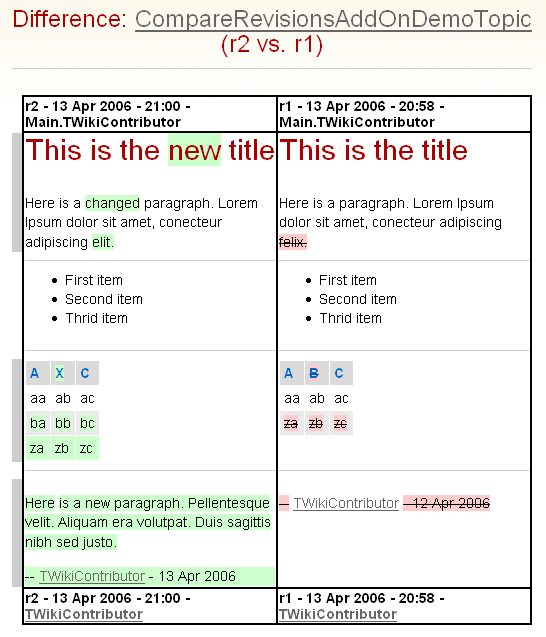 Difference: CompareRevisionsAddOnDemoTopic
(r2 vs. r1)
r2 - 13 Apr 2006 - 21:00 -
Main.TWikiContributor
r1 - 13 Apr 2006 - 20:58 -
Main.TWikiContributor
This is the new title
This is the title
Here is a changed paragraph. Lorem
Ipsum dolor sit amet, conecteur
adipiscing elit.
Here is a paragraph. Lorem Ipsum
dolor sit amet, conecteur adipiscing
felix.
First item
Second item
Thrid item
First item
Second item
Thrid item
A X C
aa ab ac
ba bb bc
za zb zc
A B C
aa ab ac
za zb zc
Here is a new paragraph. Pellentesque
velit. Aliquam era volutpat. Duis sagittis
nibh sed justo.
-- TWikiContributor - 13 Apr 2006
-- TWikiContributor - 12 Apr 2006
r2 - 13 Apr 2006 - 21:00 -
TWikiContributor
r1 - 13 Apr 2006 - 20:58 -
TWikiContributor